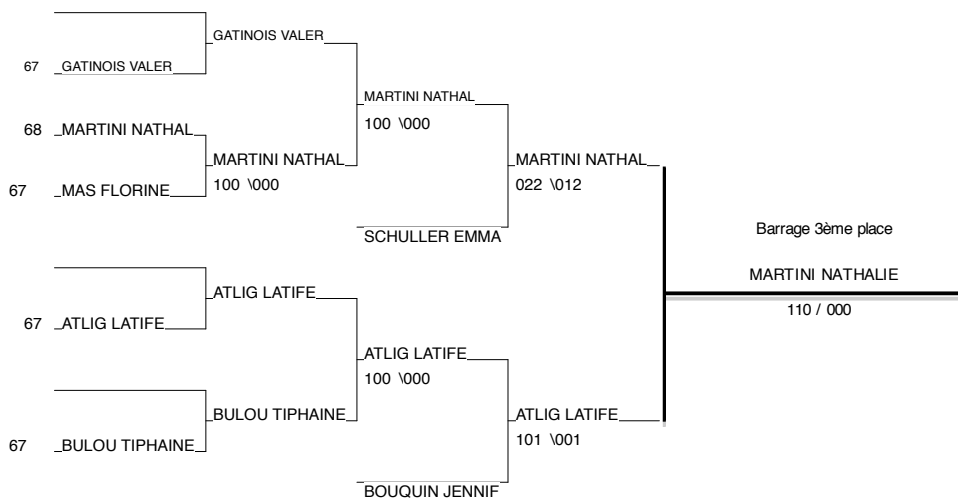 GATINOIS VALER
67 GATINOIS VALER
MARTINI NATHAL
100 \000
68 MARTINI NATHAL
MARTINI NATHAL
100 \000
MARTINI NATHAL
022 \012
67 MAS FLORINE
SCHULLER EMMA
Barrage 3ème place
MARTINI NATHALIE
110 / 000
ATLIG LATIFE
67 ATLIG LATIFE
ATLIG LATIFE
100 \000
BULOU TIPHAINE
ATLIG LATIFE
101 \001
67 BULOU TIPHAINE
BOUQUIN JENNIF